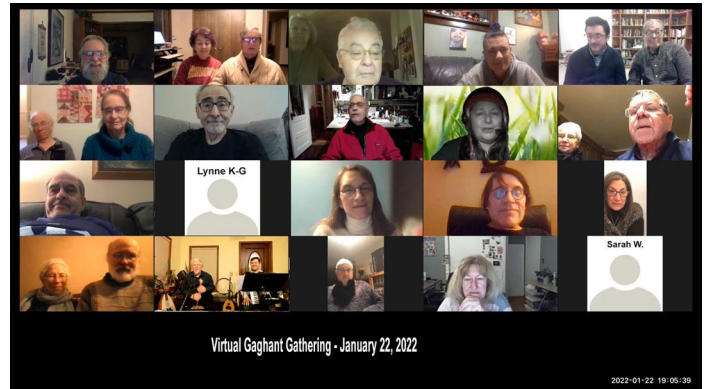 Lynne K-G
Sarah W.
Virtual Gaghant Gathering - January 22, 2022
2022-01-22 19:05:39